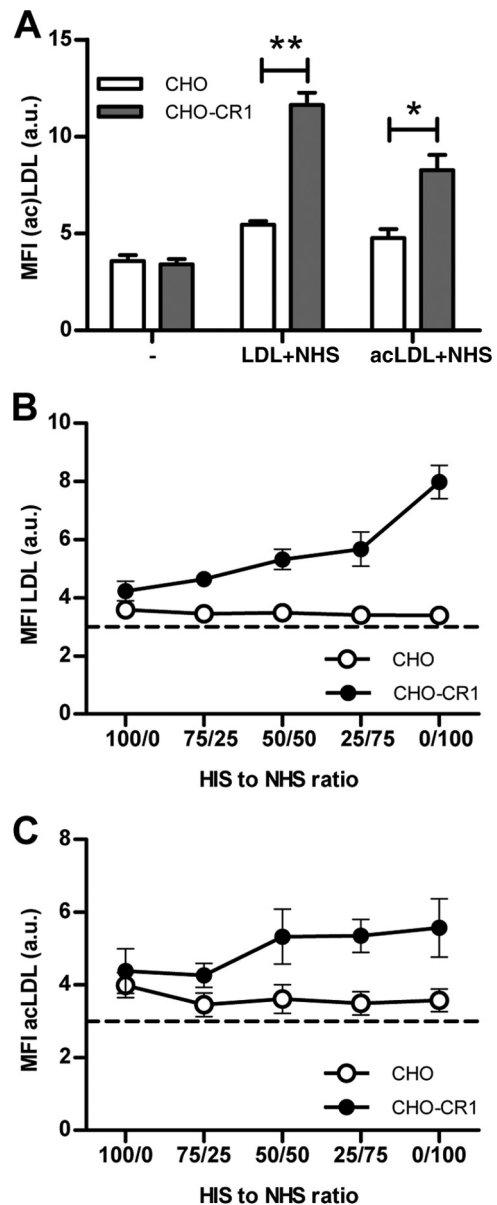 A
MFI (ac)LDL (a.u.)
15
10
5
0
CHO
CHO-CR1
**
*
-
LDL+NHS
acLDL+NHS
B
MFI LDL (a.u.)
10
8
6
4
2
0
CHO
CHO-CR1
100/0 75/25 50/50 25/75 0/100
HIS to NHS ratio
C
MFI acLDL (a.u.)
8
6
4
2
0
CHO
CHO-CR1
100/0 75/25 50/50 25/75 0/100
HIS to NHS ratio